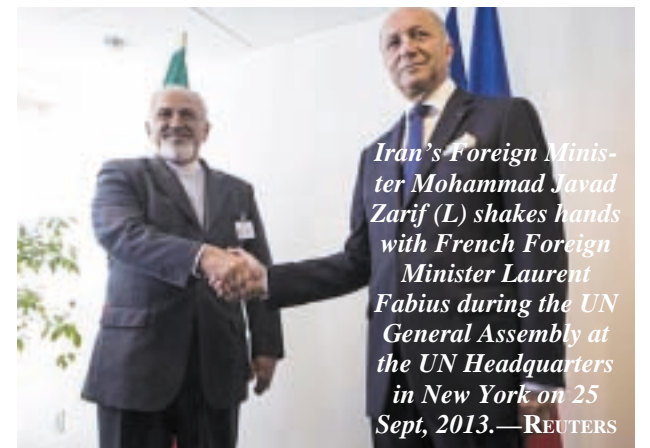 Iran's Foreign Minis-
ter Mohammad Javad
Zarif (L) shakes hands
with French Foreign
Minister Laurent
Fabius during the UN
General Assembly at
the UN Headquarters
in New York on 25
Sept, 2013.—REUTERS